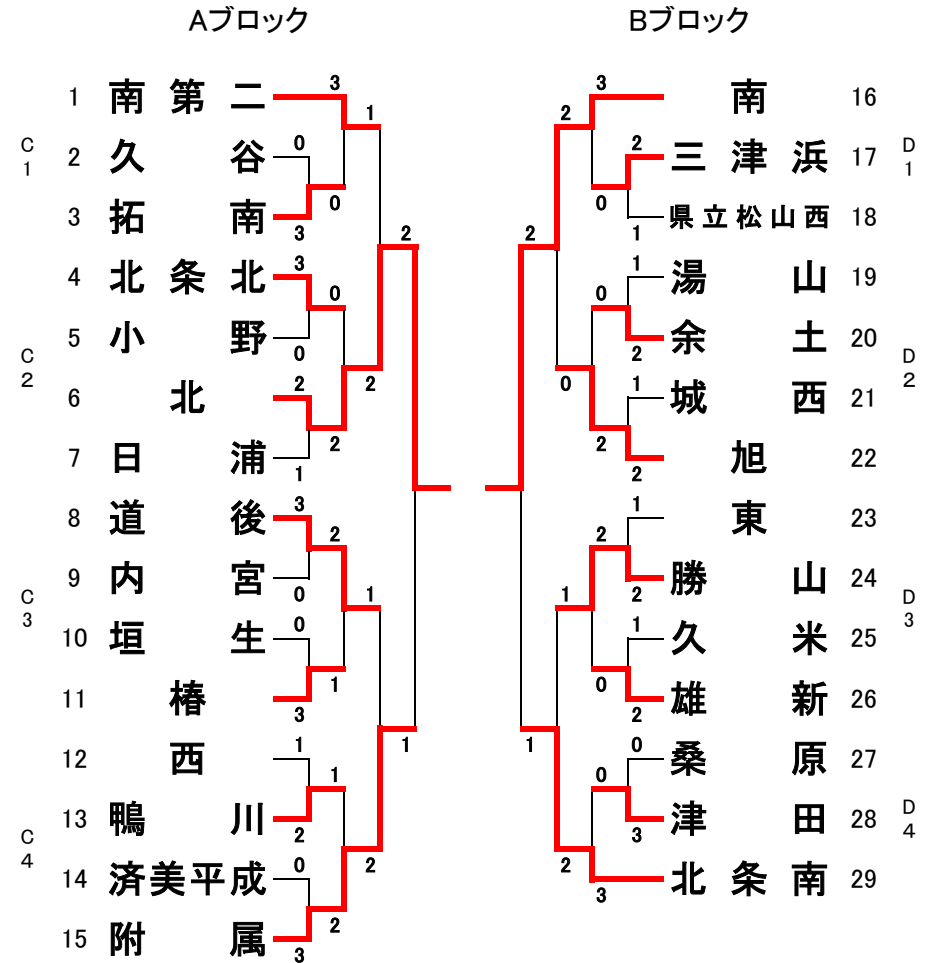 Aブロック Bブロック
3 3
1 南第二 南 16
1 2
C1 D1
0 2
2 久谷 三津浜 17
0 0
3 拓南 県立松山西 18
3 1
2 2
3 1
4 北条北 湯山 19
0 0
5 小野 余土 20
0 2
C2 D2
2 0
2 1
6 北 城西 21
2 2
7 日浦 旭 22
1 2
3 1
8 道後 東 23
2 2
9 内宮 勝山 24
0 2
C3 D3
1 1
0 1
10 垣生 久米 25
1 0
11 椿 雄新 26
3 2
1 1
1 0
12 西 桑原 27
1 0
13 鴨川 津田 28
2 3
C4 D4
2 2
0
14 済美平成 北条南 29
3
2
15 附属
3